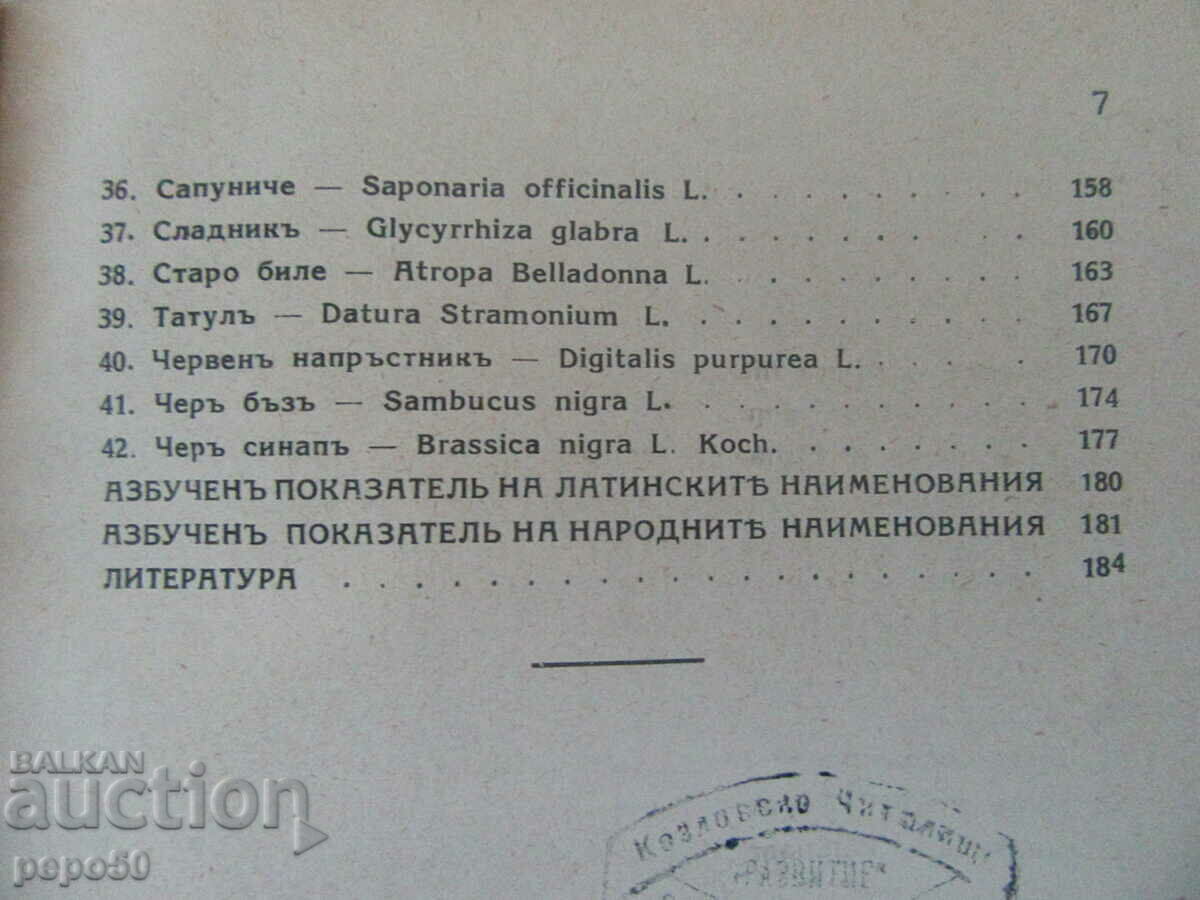 7
36. Сапуниче — Saponaria officinalis L. . . . . . . . . . 158
37. Сладникъ — Glycyrrhiza glabra L. . . . . . . . . . 160
38. Старо биле — Atropa Belladonna L. . . . . . . . . 163
39. Татулъ — Datura Stramonium L. . . . . . . . . . . 167
40. Червенъ напръстникъ — Digitalis purpurea L. . . . . 170
41. Черъ бъзъ — Sambucus nigra L. . . . . . . . . . . 174
42. Черъ синапъ — Brassica nigra L. Koch. . . . . . . 177
АЗБУЧЕНЪ ПОКАЗАТЕЛЬ НА ЛАТИНСКИТѢ НАИМЕНОВАНИЯ 180
АЗБУЧЕНЪ ПОКАЗАТЕЛЬ НА НАРОДНИТѢ НАИМЕНОВАНИЯ 181
ЛИТЕРАТУРА . . . . . . . . . . . . . . . . . . 184
BALKAN
auction
pepo50
Козловско Читалищ
„РАЗВИТИЕ"